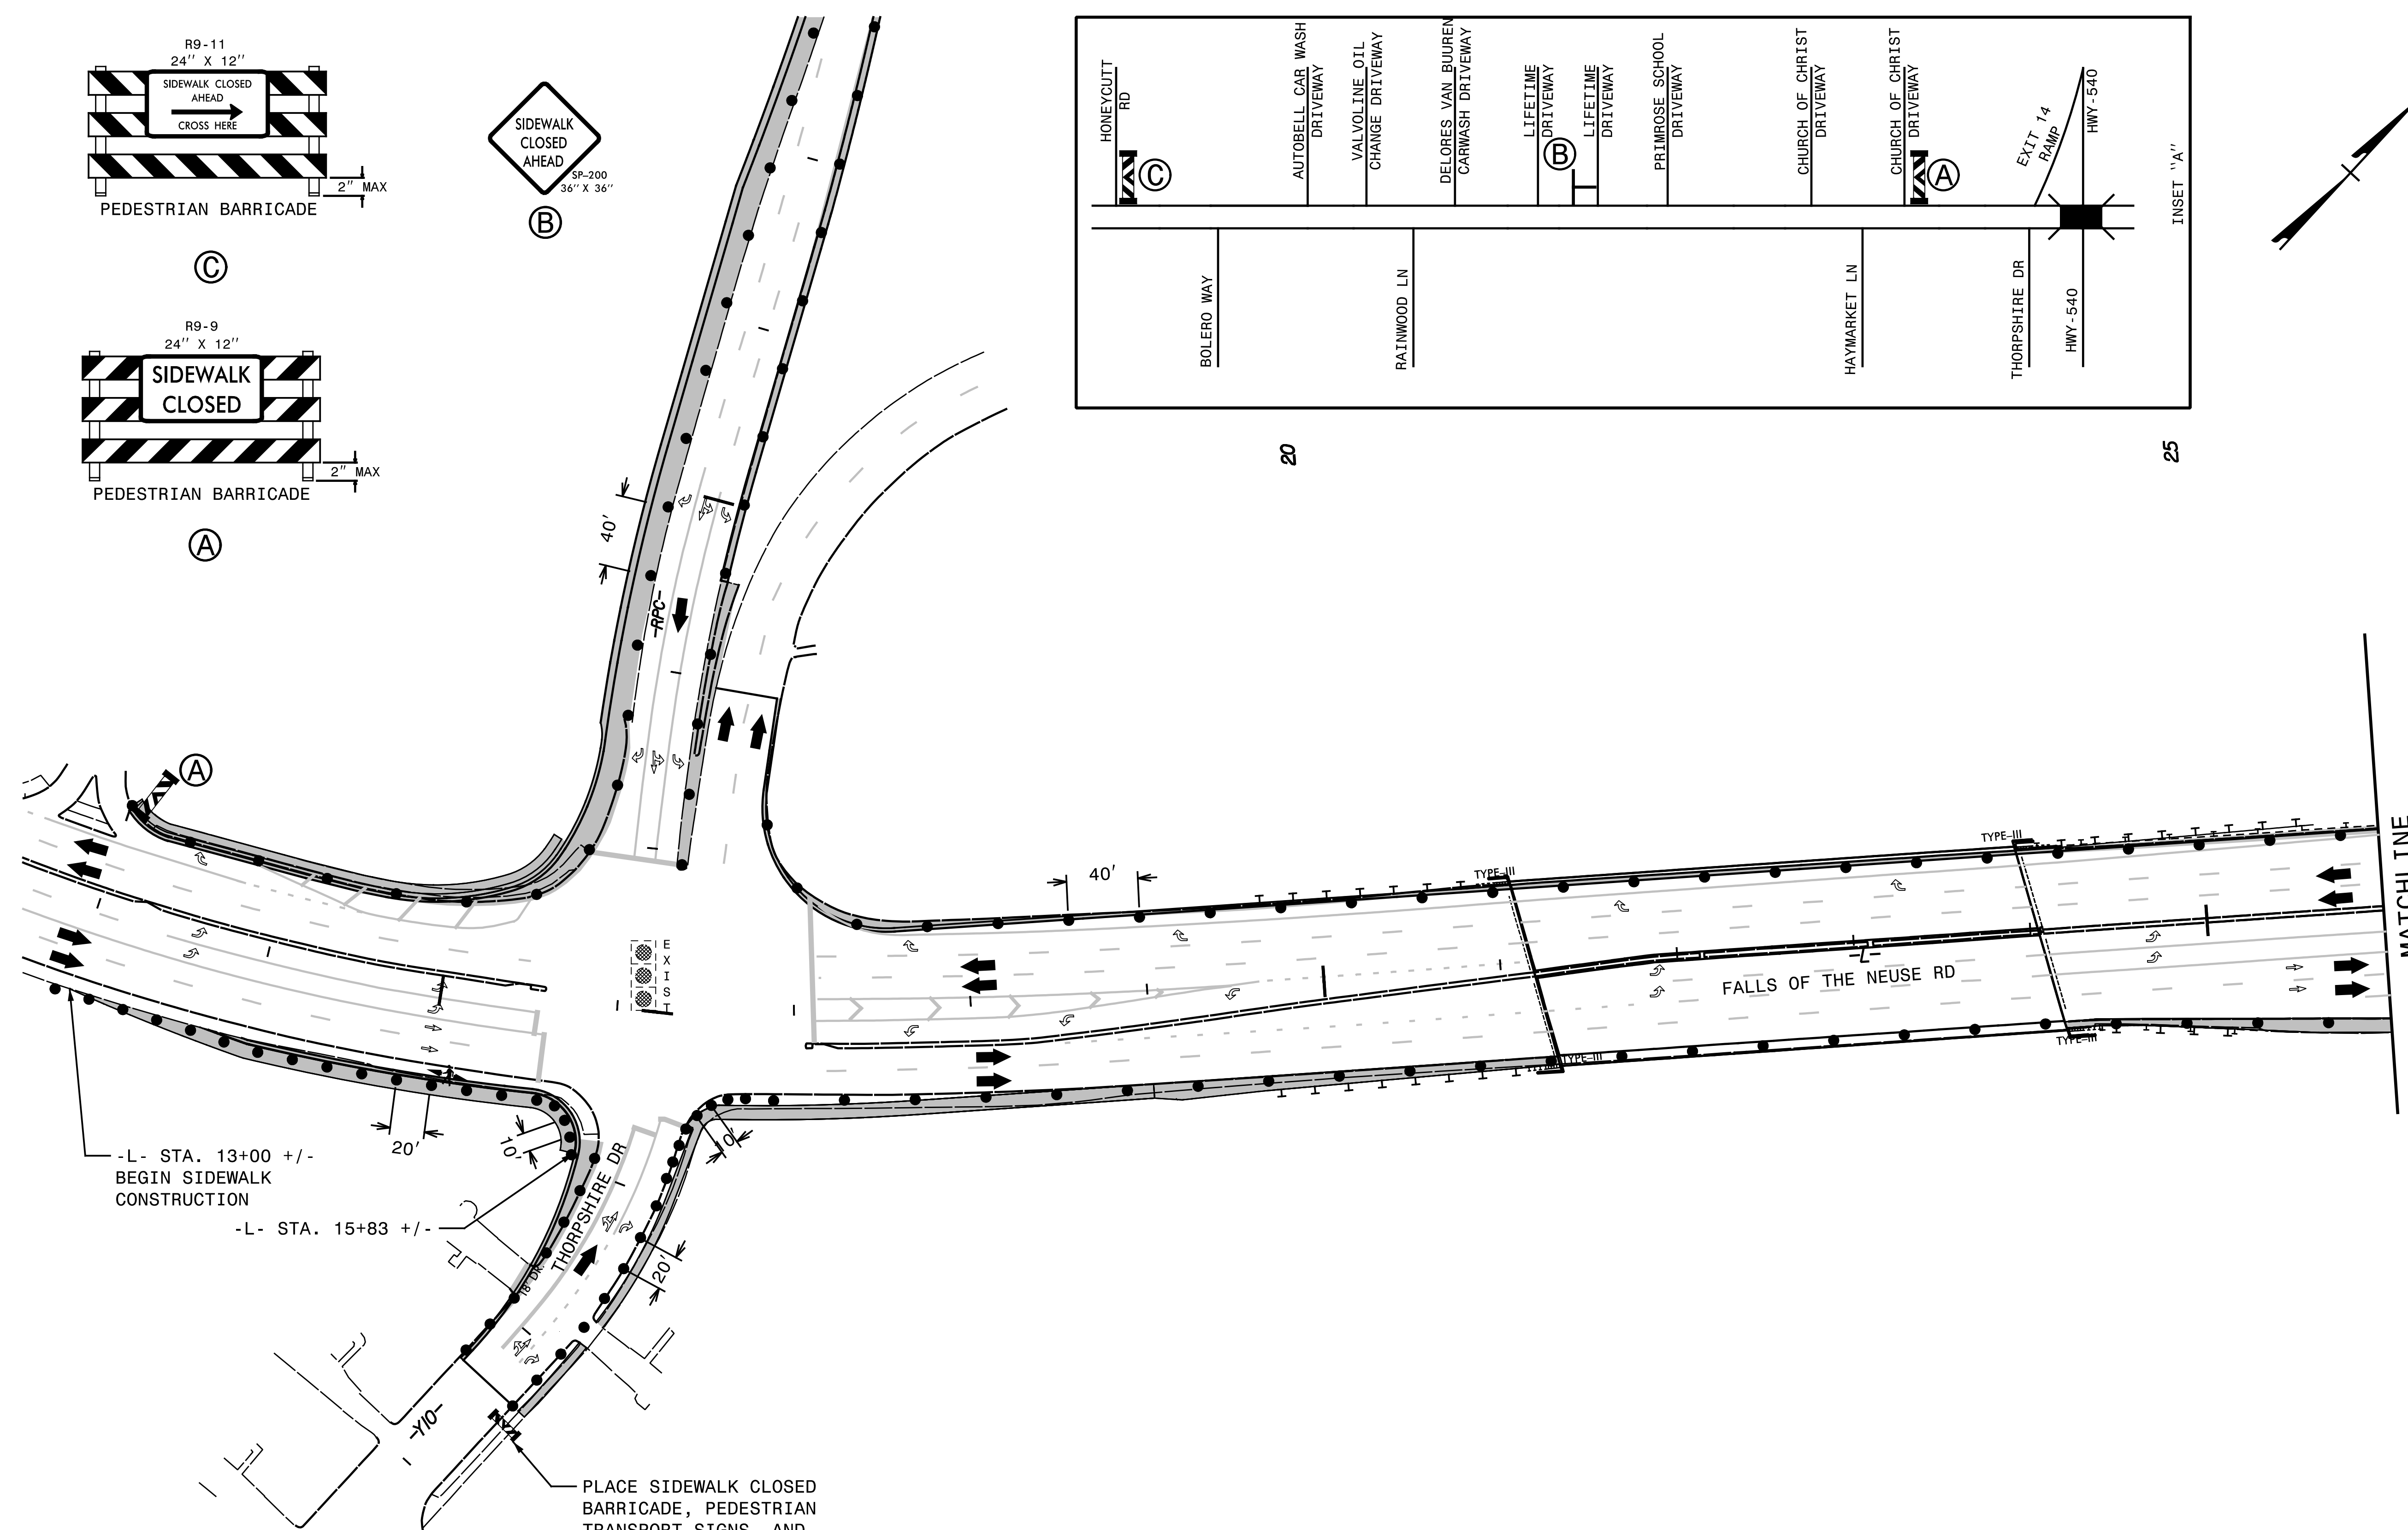 R9-11
24" X 12"
SIDEWALK CLOSED
AHEAD
CROSS HERE
2" MAX
PEDESTRIAN BARRICADE
C
R9-9
24" X 12"
SIDEWALK
CLOSED
2" MAX
PEDESTRIAN BARRICADE
A
SIDEWALK
CLOSED
AHEAD
SP-200
36" X 36"
B
HONEYCUTT
RD
C
AUTOBELL CAR WASH
DRIVEWAY
VALVOLINE OIL
CHANGE DRIVEWAY
DELORES VAN BUREN
CARWASH DRIVEWAY
LIFETIME
DRIVEWAY
B
LIFETIME
DRIVEWAY
PRIMROSE SCHOOL
DRIVEWAY
CHURCH OF CHRIST
DRIVEWAY
CHURCH OF CHRIST
DRIVEWAY
A
EXIT 14
RAMP
HWY-540
INSET "A"
BOLERO WAY
RAINWOOD LN
HAYMARKET LN
THORPSHIRE DR
HWY-540
20
25
40'
-RPC-
A
EXIST
40'
TYPE-III
TYPE-III
MATCHLINE
-L-
FALLS OF THE NEUSE RD
TYPE-III
TYPE-III
20'
10'
10'
-L- STA. 13+00 +/-
BEGIN SIDEWALK
CONSTRUCTION
-L- STA. 15+83 +/-
THORPSHIRE DR
18' DR.
20'
-Y10-
PLACE SIDEWALK CLOSED
BARRICADE, PEDESTRIAN
TRANSPORT SIGNS, AND